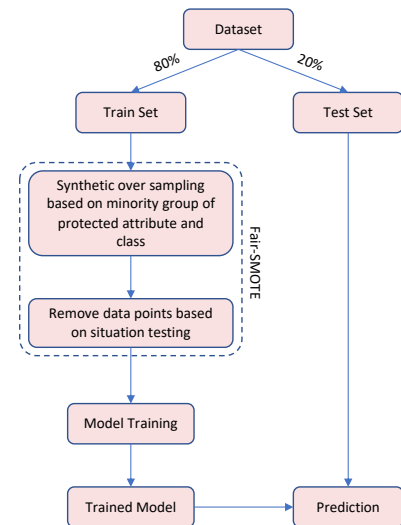 Dataset
80%
20%
Train Set
Test Set
Synthetic over sampling
based on minority group of
protected attribute and
class
Fair-SMOTE
Remove data points based
on situation testing
Model Training
Trained Model
Prediction